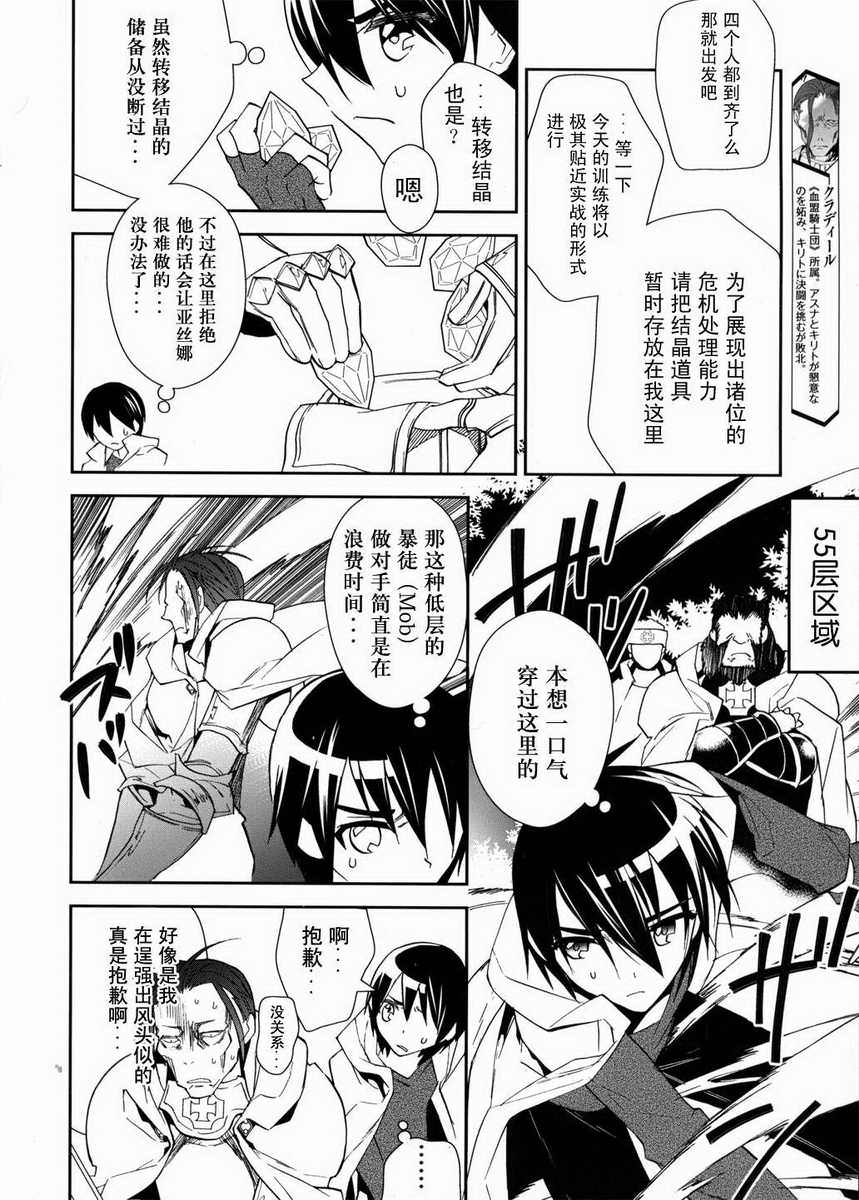 四个人都到齐了么
那就出发吧
クラディール
《血盟騎士団》所属。アスナとキリトが懇意な
のを妬み、キリトに決闘を挑むが敗北。
...等一下
今天的训练将以
极其贴近实战的形式
进行
为了展现出诸位的
危机处理能力
请把结晶道具
暂时存放在我这里
...转移结晶
也是?
嗯
虽然转移结晶的
储备从没断过...
不过在这里拒绝
他的话会让亚丝娜
很难做的...
没办法了...
55层区域
本想一口气
穿过这里的
那这种低层的
暴徒(Mob)
做对手简直是在
浪费时间...
ズズッ
啊...
抱歉...
没关系...
好像是我
在逞强出风头似的
真是抱歉啊...
......